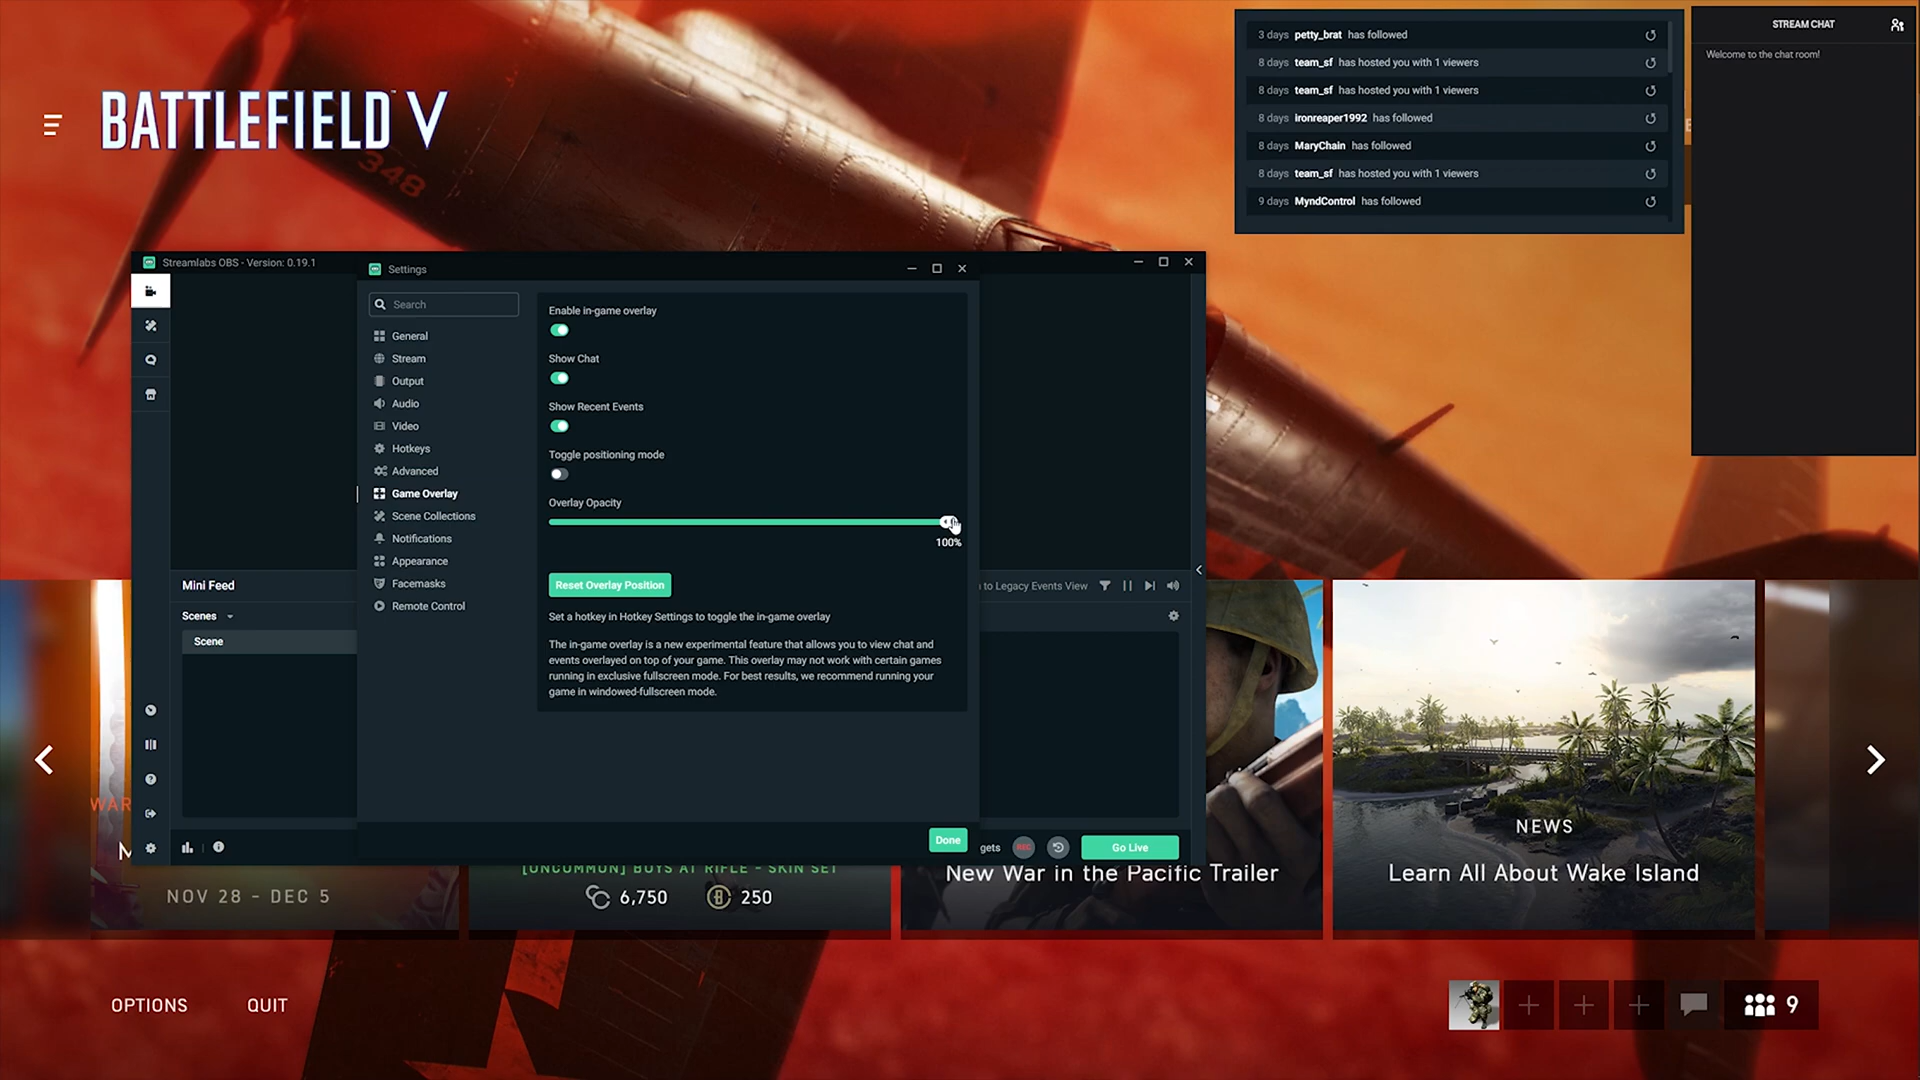 BATTLEFIELD V
348
3 days petty_brat has followed
8 days team_sf has hosted you with 1 viewers
8 days team_sf has hosted you with 1 viewers
8 days ironreaper1992 has followed
8 days MaryChain has followed
8 days team_sf has hosted you with 1 viewers
9 days MyndControl has followed
STREAM CHAT
Welcome to the chat room!
Streamlabs OBS - Version: 0.19.1
Settings
Search
General
Stream
Output
Audio
Video
Hotkeys
Advanced
Game Overlay
Scene Collections
Notifications
Appearance
Facemasks
Remote Control
Enable in-game overlay
Show Chat
Show Recent Events
Toggle positioning mode
Overlay Opacity
100%
Reset Overlay Position
Set a hotkey in Hotkey Settings to toggle the in-game overlay
The in-game overlay is a new experimental feature that allows you to view chat and
events overlayed on top of your game. This overlay may not work with certain games
running in exclusive fullscreen mode. For best results, we recommend running your
game in windowed-fullscreen mode.
Done
Mini Feed
to Legacy Events View
Scenes
Scene
gets
REC
Go Live
WAR
M
NOV 28 - DEC 5
[UNCOMMON] BUYS AT RIFLE - SKIN SET
6,750 250
New War in the Pacific Trailer
NEWS
Learn All About Wake Island
OPTIONS QUIT
9